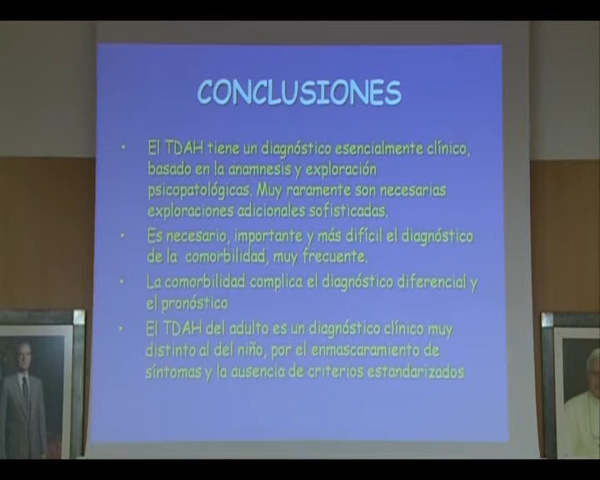 CONCLUSIONES
• El TDAH tiene un diagnóstico esencialmente clínico,
basado en la anamnesis y exploración
psicopatológicas. Muy raramente son necesarias
exploraciones adicionales sofisticadas.
• Es necesario, importante y más difícil el diagnóstico
de la comorbilidad, muy frecuente.
• La comorbilidad complica el diagnóstico diferencial y
el pronóstico
• El TDAH del adulto es un diagnóstico clínico muy
distinto al del niño, por el enmascaramiento de
síntomas y la ausencia de criterios estandarizados